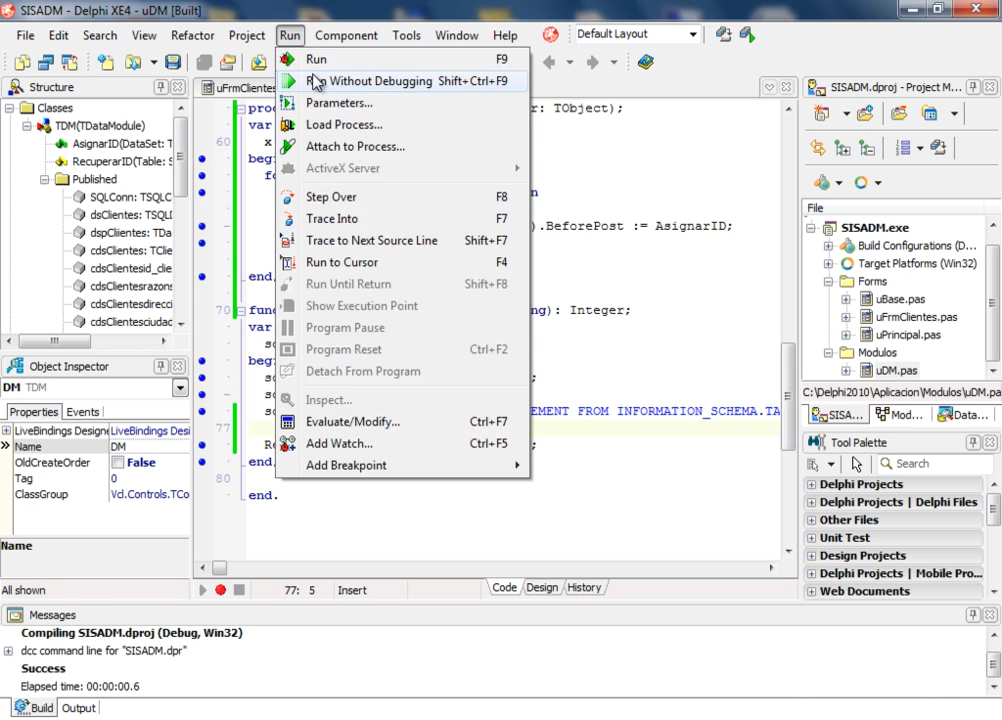 SISADM - Delphi XE4 - uDM [Built]
File Edit Search View Refactor Project Run Component Tools Window Help Default Layout
Structure
Classes
TDM(TDataModule)
AsignarID(DataSet: T
RecuperarID(Table: S
Published
SQLConn: TSQLC
dsClientes: TSQLI
dspClientes: TDa
cdsClientes: TClie
cdsClientesid_clie
cdsClientesrazons
cdsClientesdirecci
cdsClientesciudac
Object Inspector
DM TDM
Properties Events
LiveBindings Designe LiveBindings Desi
Name DM
OldCreateOrder False
Tag 0
ClassGroup Vcl.Controls.TCo
Name
All shown
uFrmClientes
Run F9
Run Without Debugging Shift+Ctrl+F9
Parameters...
Load Process...
Attach to Process...
ActiveX Server
Step Over F8
Trace Into F7
Trace to Next Source Line Shift+F7
Run to Cursor F4
Run Until Return Shift+F8
Show Execution Point
Program Pause
Program Reset Ctrl+F2
Detach From Program
Inspect...
Evaluate/Modify... Ctrl+F7
Add Watch... Ctrl+F5
Add Breakpoint
r: TObject);
var
60 x
fo
).BeforePost := AsignarID;
end
70 ng): Integer;
var
EMENT FROM INFORMATION_SCHEMA.TA
77
Re
end
80
end.
77: 5 Insert Code Design History
SISADM.dproj - Project M...
File
SISADM.exe
Build Configurations (D...
Target Platforms (Win32)
Forms
uBase.pas
uFrmClientes.pas
uPrincipal.pas
Modulos
uDM.pas
C:\Delphi2010\Aplicacion\Modulos\uDM.pa
SISA... Mod... Data...
Tool Palette
Search
Delphi Projects
Delphi Projects | Delphi Files
Other Files
Unit Test
Design Projects
Delphi Projects | Mobile Pro...
Web Documents
Messages
Compiling SISADM.dproj (Debug, Win32)
dcc command line for "SISADM.dpr"
Success
Elapsed time: 00:00:00.6
Build Output